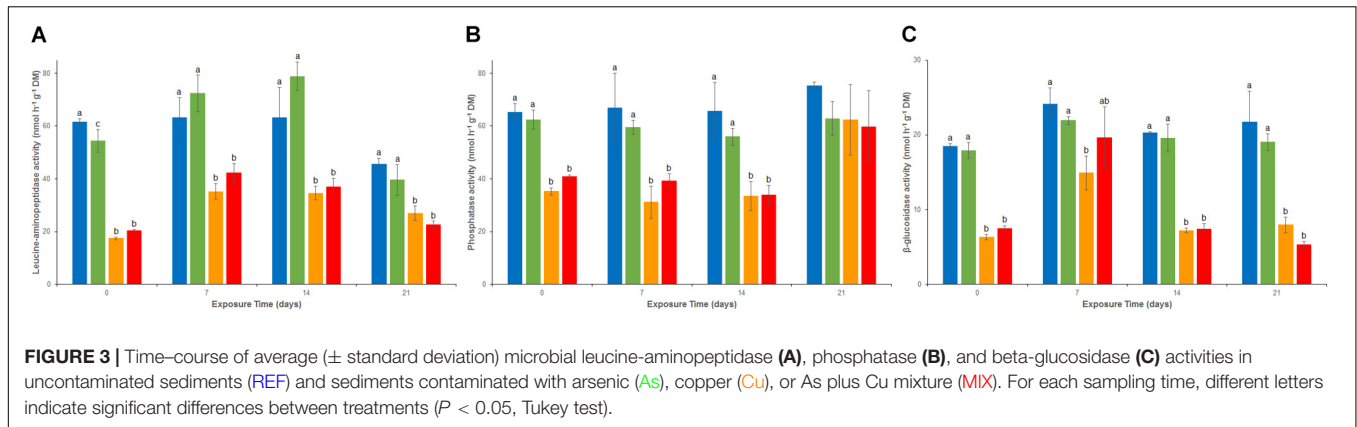 A
B
C
Leucine-aminopeptidase activity (nmol h⁻¹ g⁻¹ DM)
80
60
40
20
0
a c b b
a a b b
a a b b
a a b b
0 7 14 21
Exposure Time (days)
Phosphatase activity (nmol h⁻¹ g⁻¹ DM)
80
60
40
20
0
a a b b
a a b b
a a b b
0 7 14 21
Exposure Time (days)
β-glucosidase activity (nmol h⁻¹ g⁻¹ DM)
30
20
10
0
a a b b
a a b ab
a a b b
a a b b
0 7 14 21
Exposure Time (days)
FIGURE 3 | Time–course of average (± standard deviation) microbial leucine-aminopeptidase (A), phosphatase (B), and beta-glucosidase (C) activities in
uncontaminated sediments (REF) and sediments contaminated with arsenic (As), copper (Cu), or As plus Cu mixture (MIX). For each sampling time, different letters
indicate significant differences between treatments (P < 0.05, Tukey test).